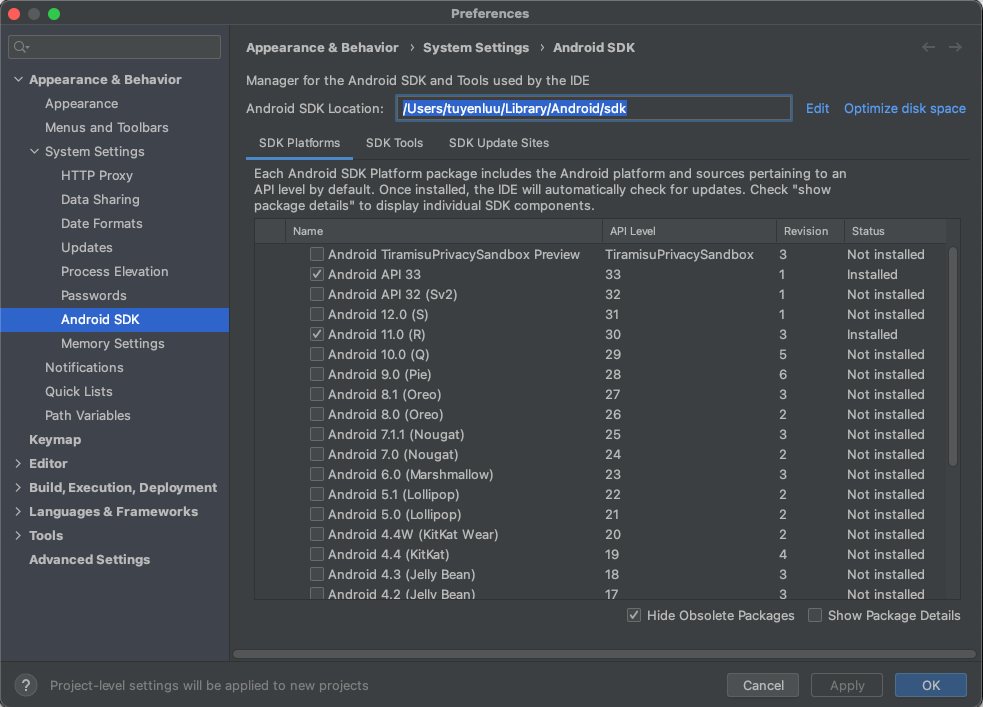 Preferences
Appearance & Behavior
Appearance
Menus and Toolbars
System Settings
HTTP Proxy
Data Sharing
Date Formats
Updates
Process Elevation
Passwords
Android SDK
Memory Settings
Notifications
Quick Lists
Path Variables
Keymap
Editor
Build, Execution, Deployment
Languages & Frameworks
Tools
Advanced Settings
Appearance & Behavior › System Settings › Android SDK
Manager for the Android SDK and Tools used by the IDE
Android SDK Location: /Users/tuyenluu/Library/Android/sdk Edit Optimize disk space
SDK Platforms SDK Tools SDK Update Sites
Each Android SDK Platform package includes the Android platform and sources pertaining to an
API level by default. Once installed, the IDE will automatically check for updates. Check "show
package details" to display individual SDK components.
Name API Level Revision Status
Android TiramisuPrivacySandbox Preview TiramisuPrivacySandbox 3 Not installed
Android API 33 33 1 Installed
Android API 32 (Sv2) 32 1 Not installed
Android 12.0 (S) 31 1 Not installed
Android 11.0 (R) 30 3 Installed
Android 10.0 (Q) 29 5 Not installed
Android 9.0 (Pie) 28 6 Not installed
Android 8.1 (Oreo) 27 3 Not installed
Android 8.0 (Oreo) 26 2 Not installed
Android 7.1.1 (Nougat) 25 3 Not installed
Android 7.0 (Nougat) 24 2 Not installed
Android 6.0 (Marshmallow) 23 3 Not installed
Android 5.1 (Lollipop) 22 2 Not installed
Android 5.0 (Lollipop) 21 2 Not installed
Android 4.4W (KitKat Wear) 20 2 Not installed
Android 4.4 (KitKat) 19 4 Not installed
Android 4.3 (Jelly Bean) 18 3 Not installed
Android 4.2 (Jelly Bean) 17 3 Not installed
Hide Obsolete Packages Show Package Details
? Project-level settings will be applied to new projects
Cancel Apply OK